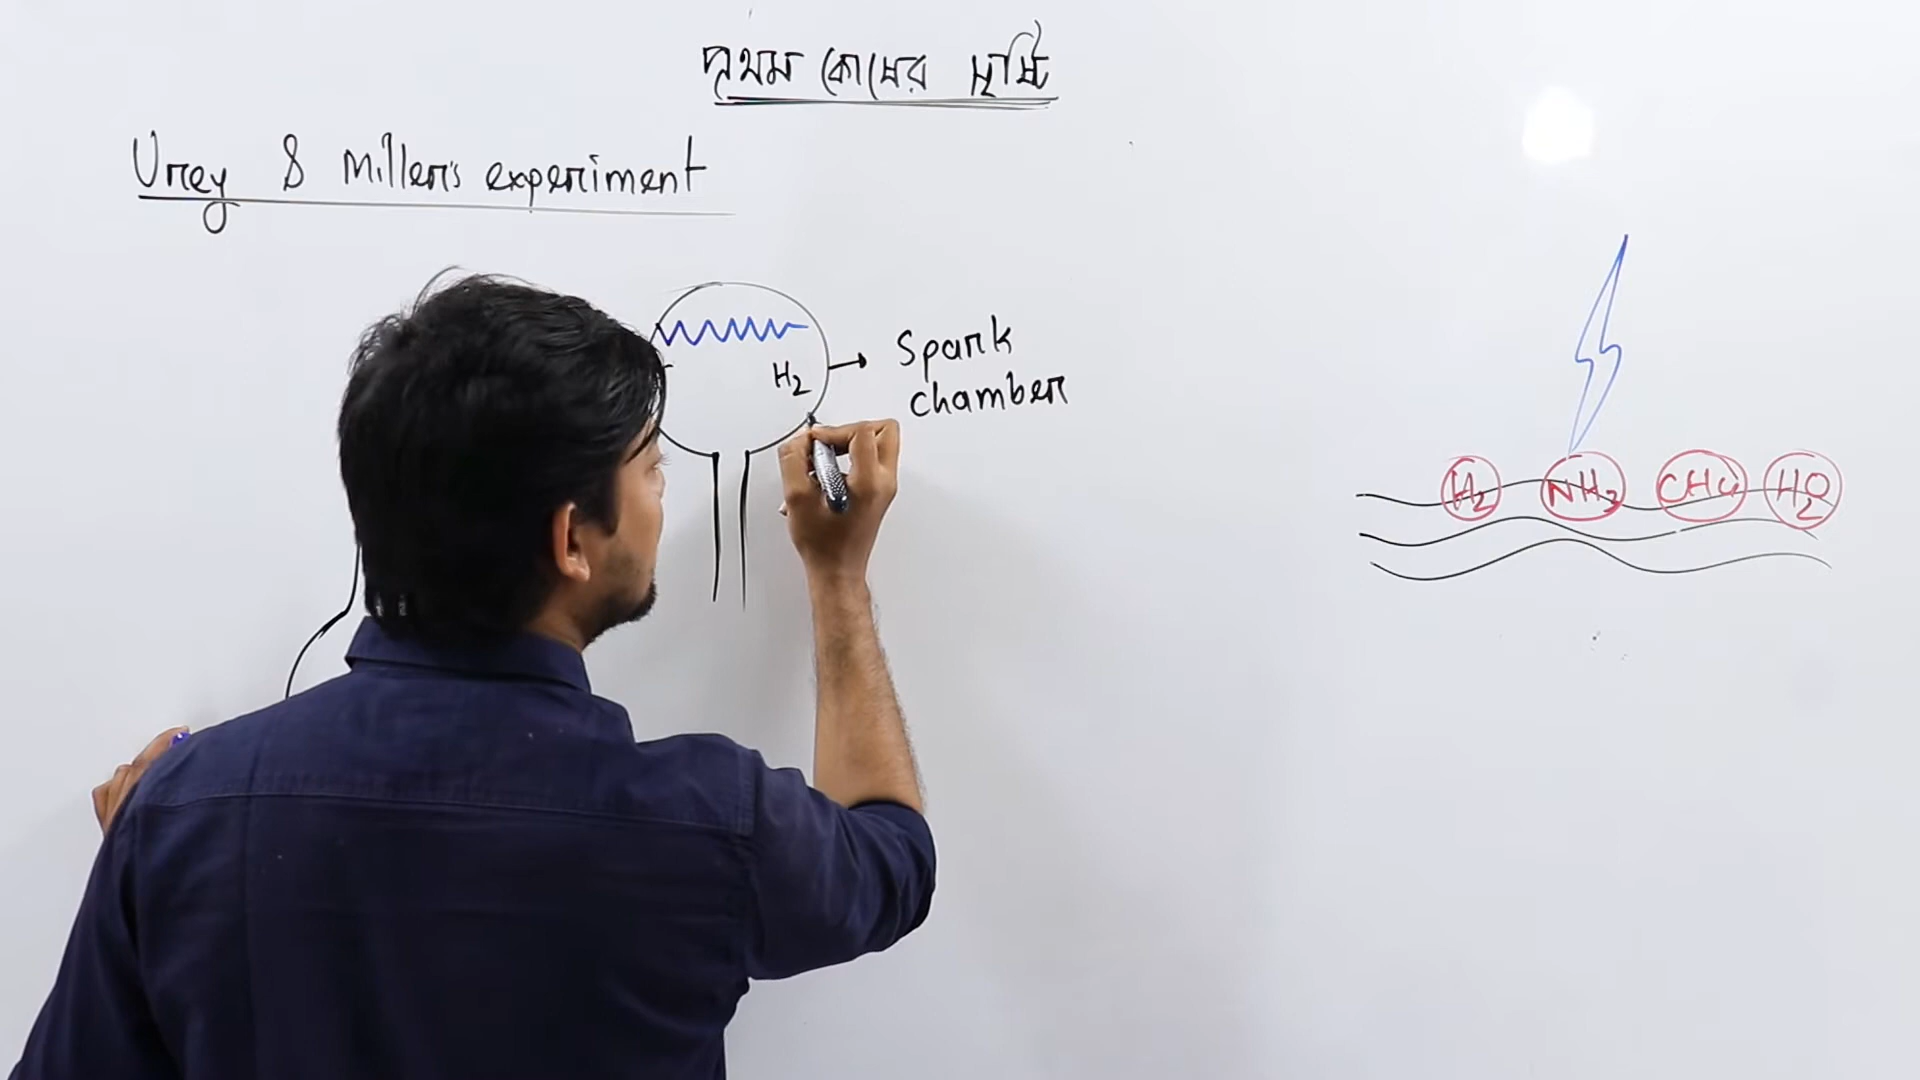 প্রথম কোষের সৃষ্টি
Urey & Miller's experiment
H2
Spark
chamber
H2 NH3 CH4 H2O